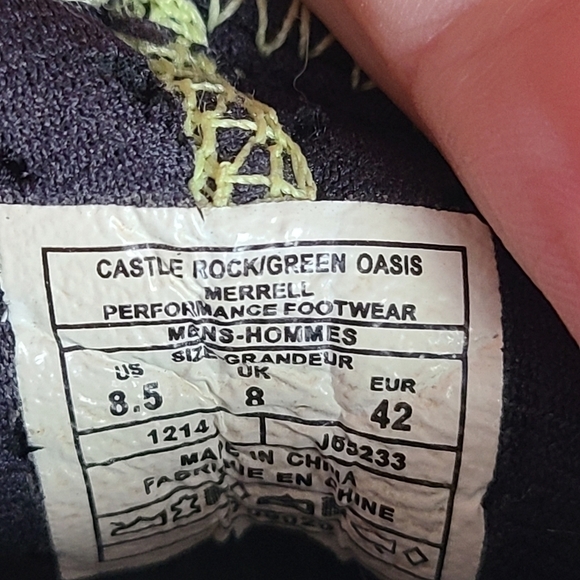 CASTLE ROCK/GREEN OASIS
MERRELL
PERFORMANCE FOOTWEAR
MENS-HOMMES
SIZE-GRANDEUR
US UK EUR
8.5 8 42
1214
MADE IN CHINA
FABRIQUE EN CHINE